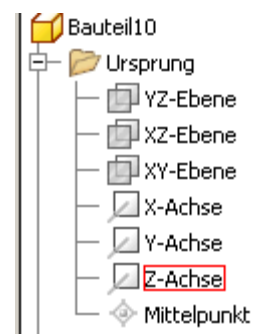 Bauteil10
Ursprung
YZ-Ebene
XZ-Ebene
XY-Ebene
X-Achse
Y-Achse
Z-Achse
Mittelpunkt